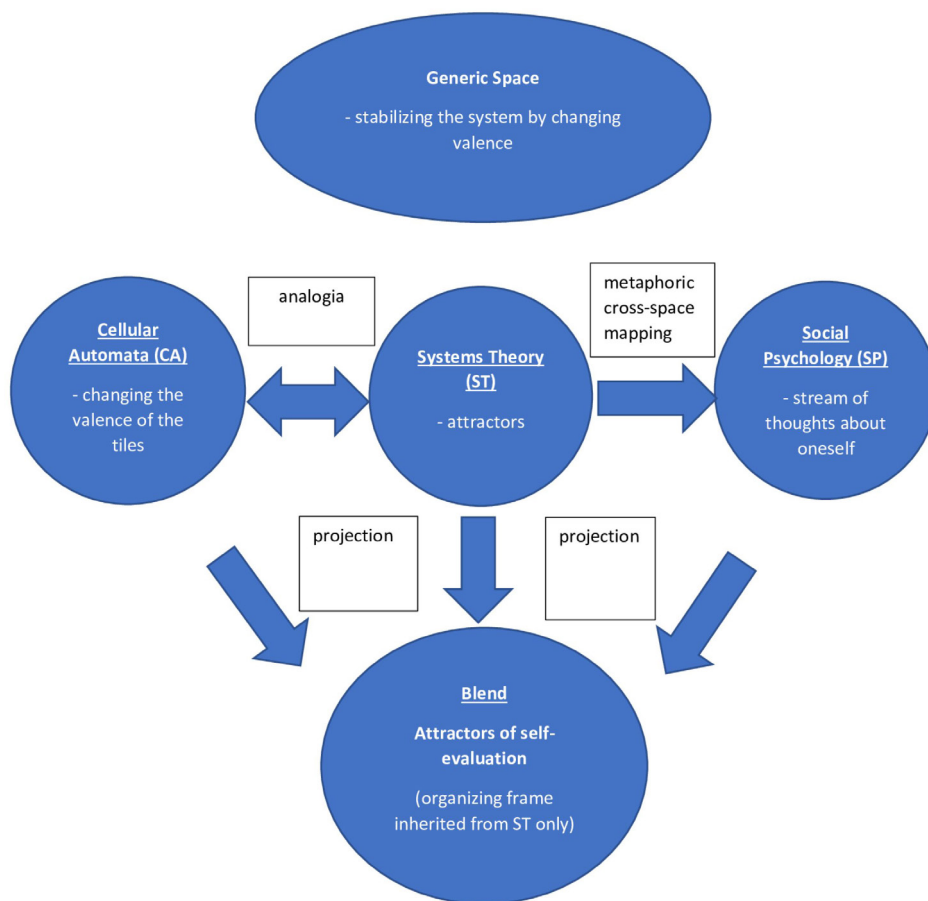 Generic Space
- stabilizing the system by changing
valence
analogia
metaphoric
cross-space
mapping
Cellular
Automata (CA)
- changing the
valence of the
tiles
Systems Theory
(ST)
- attractors
Social
Psychology (SP)
- stream of
thoughts about
oneself
projection
projection
Blend
Attractors of self-
evaluation
(organizing frame
inherited from ST only)